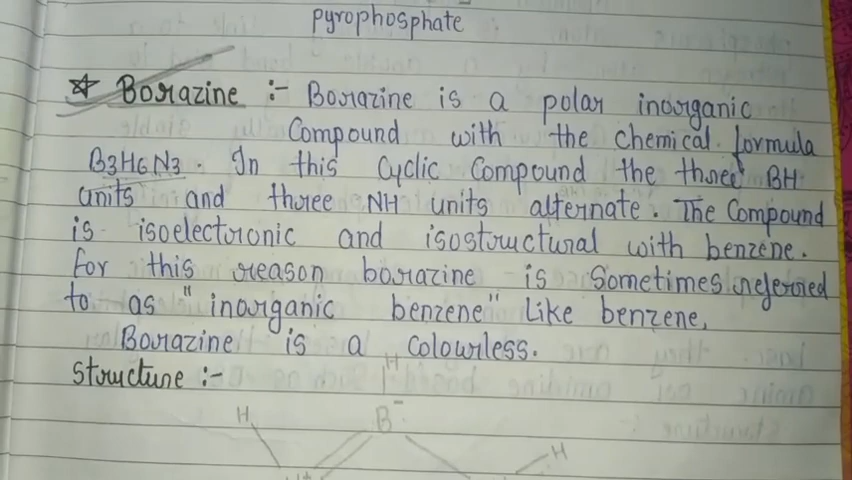 pyrophosphate
☆ Borazine :- Borazine is a polar inorganic
Compound with the chemical formula
B3H6N3. In this Cyclic Compound the three BH
units and three NH units alternate. The Compound
is isoelectronic and isostructural with benzene.
for this reason borazine is Sometimes referred
to as "inorganic benzene" Like benzene,
Borazine is a Colourless.
Structure :-
H
H B-
H